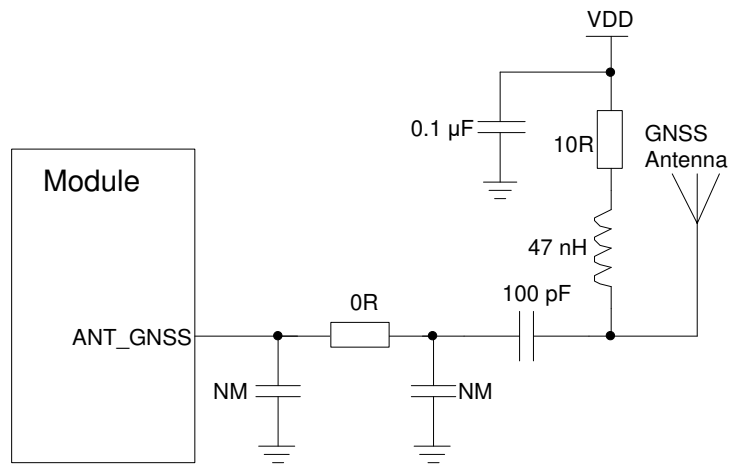 VDD
0.1 µF
10R
GNSS
Antenna
Module
47 nH
100 pF
0R
ANT_GNSS
NM
NM